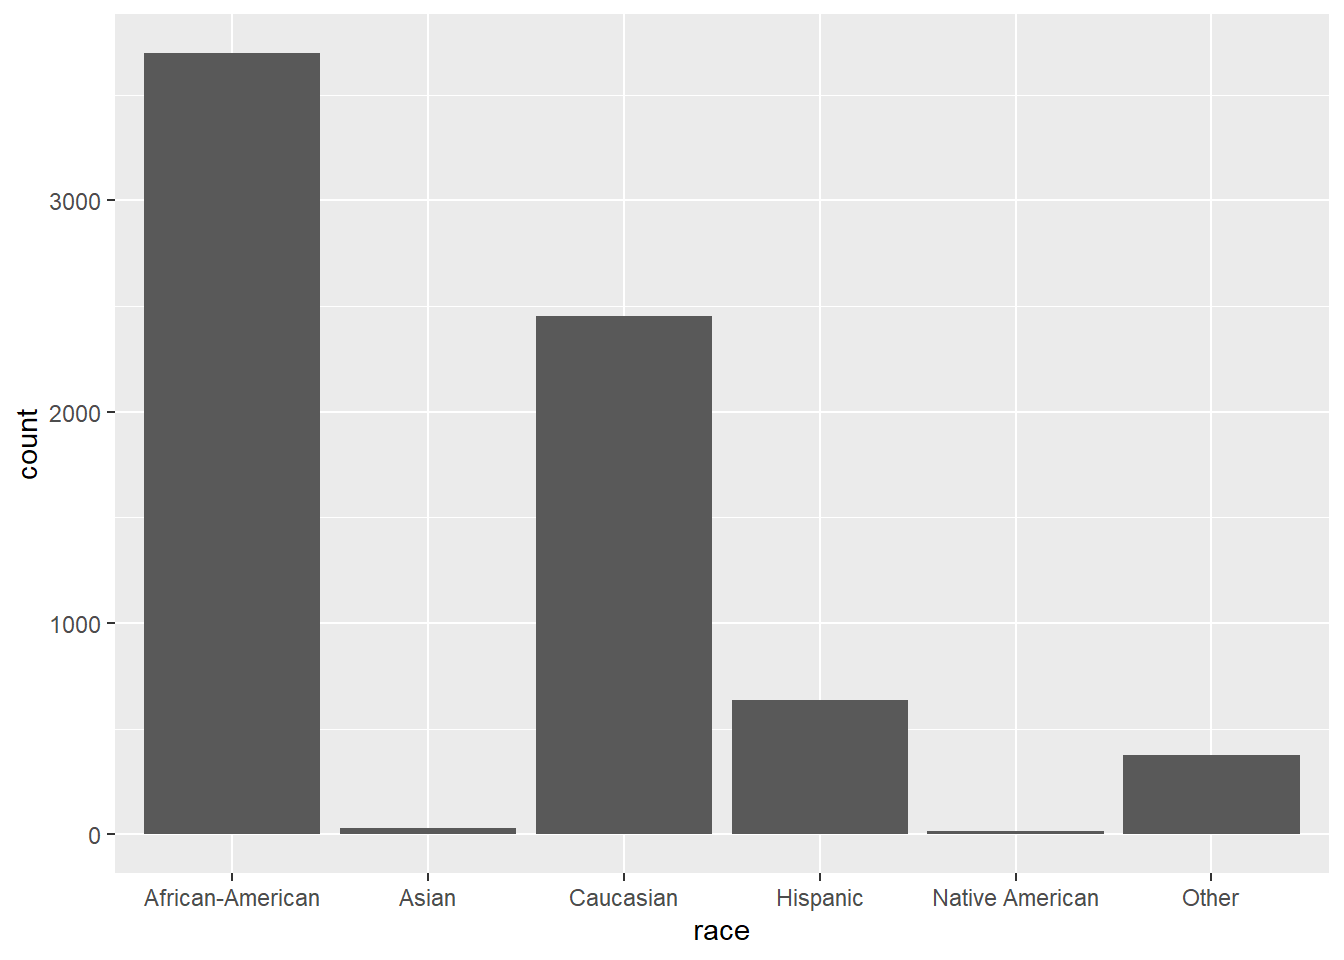 3000
2000
1000
0
count
African-American
Asian
Caucasian
Hispanic
Native American
Other
race